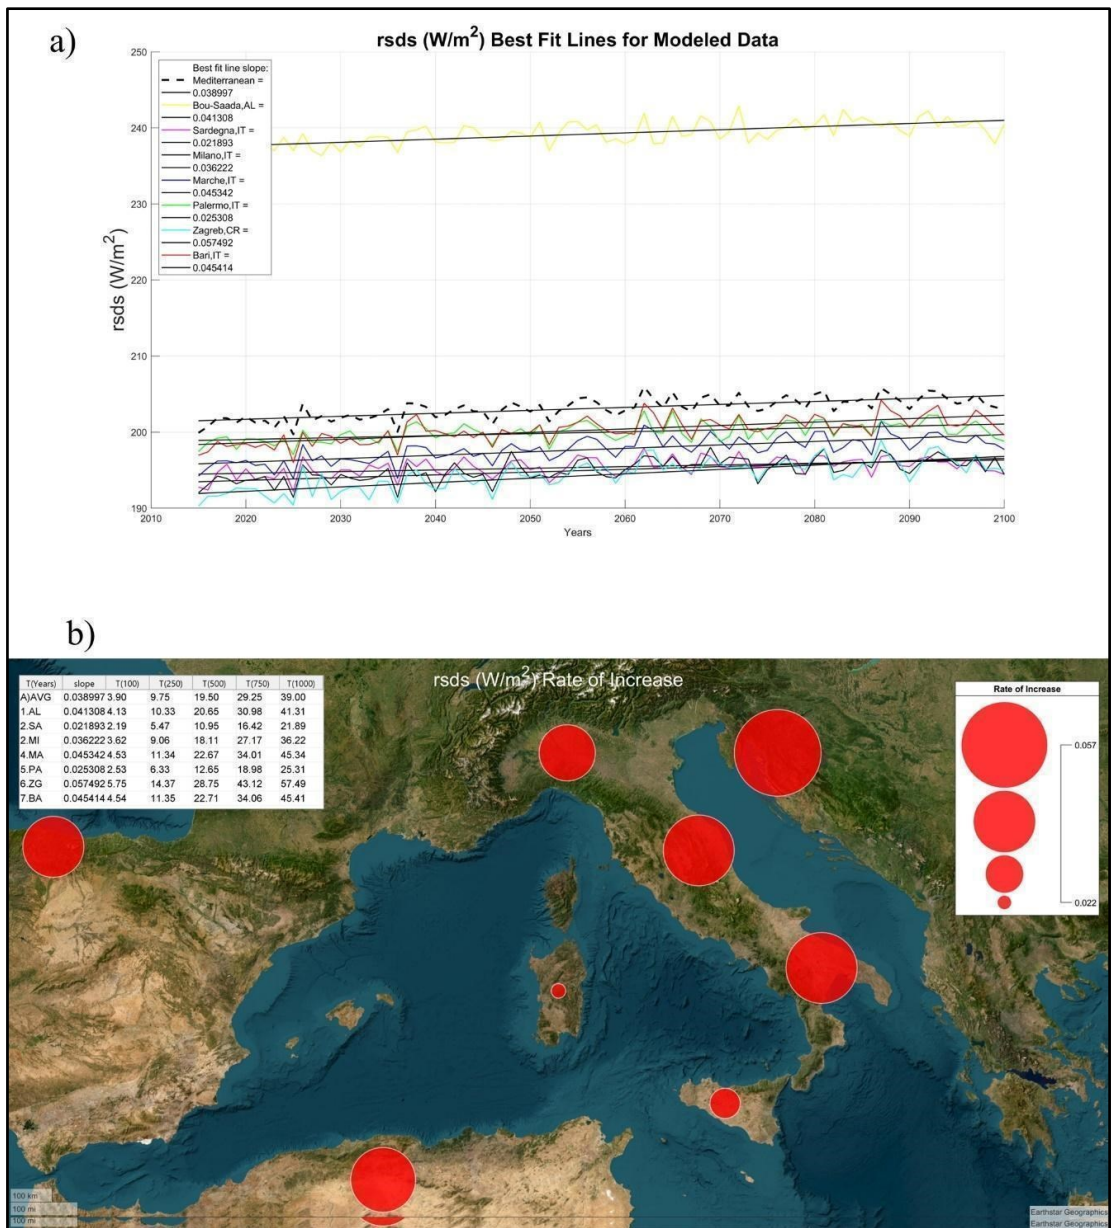 a)
rsds (W/m²) Best Fit Lines for Modeled Data
250
240
230
220
210
200
190
rsds (W/m²)
Best fit line slope:
Mediterranean =
0.038997
Bou-Saada,AL =
0.041308
Sardegna,IT =
0.021893
Milano,IT =
0.036222
Marche,IT =
0.045342
Palermo,IT =
0.025308
Zagreb,CR =
0.057492
Bari,IT =
0.045414
2010 2020 2030 2040 2050 2060 2070 2080 2090 2100
Years
b)
rsds (W/m²) Rate of Increase
T(Years) slope T(100) T(250) T(500) T(750) T(1000)
A)AVG 0.038997 3.90 9.75 19.50 29.25 39.00
1.AL 0.041308 4.13 10.33 20.65 30.98 41.31
2.SA 0.021893 2.19 5.47 10.95 16.42 21.89
2.MI 0.036222 3.62 9.06 18.11 27.17 36.22
4.MA 0.045342 4.53 11.34 22.67 34.01 45.34
5.PA 0.025308 2.53 6.33 12.65 18.98 25.31
6.ZG 0.057492 5.75 14.37 28.75 43.12 57.49
7.BA 0.045414 4.54 11.35 22.71 34.06 45.41
Rate of Increase
0.057
0.022
100 km
100 mi
100 mi
Earthstar Geographics
Earthstar Geographics